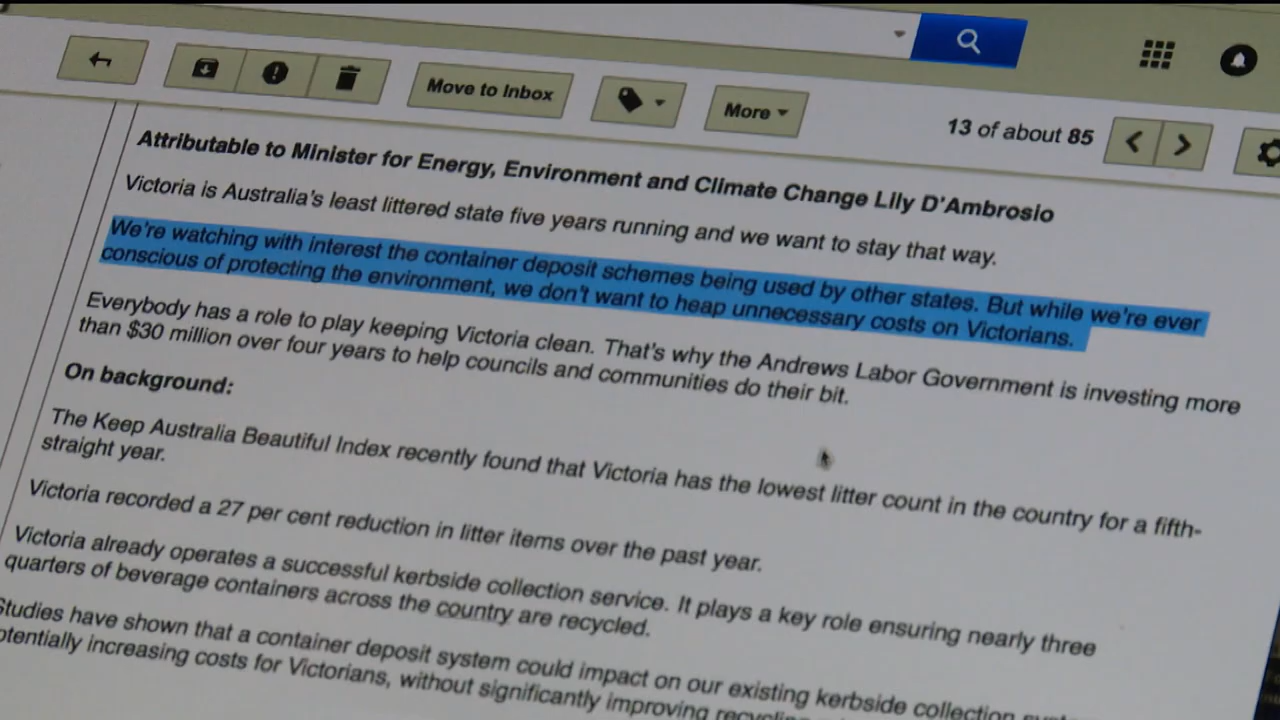 Move to Inbox
More
13 of about 85
Attributable to Minister for Energy, Environment and Climate Change Lily D'Ambrosio
Victoria is Australia's least littered state five years running and we want to stay that way.
We're watching with interest the container deposit schemes being used by other states. But while we're ever
conscious of protecting the environment, we don't want to heap unnecessary costs on Victorians.
Everybody has a role to play keeping Victoria clean. That's why the Andrews Labor Government is investing more
than $30 million over four years to help councils and communities do their bit.
On background:
The Keep Australia Beautiful Index recently found that Victoria has the lowest litter count in the country for a fifth-
straight year.
Victoria recorded a 27 per cent reduction in litter items over the past year.
Victoria already operates a successful kerbside collection service. It plays a key role ensuring nearly three
quarters of beverage containers across the country are recycled.
Studies have shown that a container deposit system could impact on our existing kerbside collection
otentially increasing costs for Victorians, without significantly improving